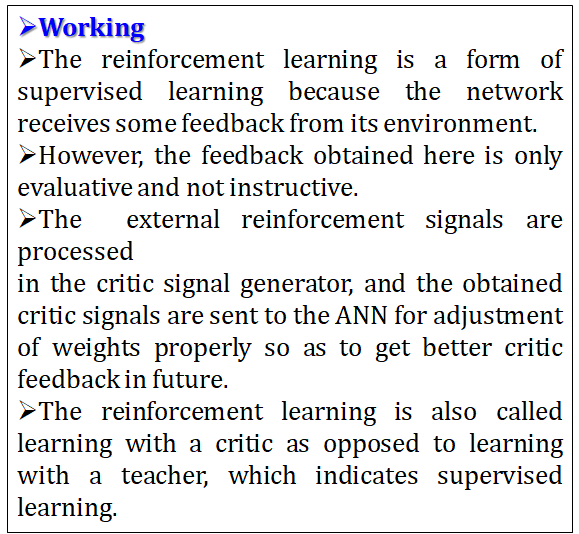 ➢Working
➢The reinforcement learning is a form of
supervised learning because the network
receives some feedback from its environment.
➢However, the feedback obtained here is only
evaluative and not instructive.
➢The external reinforcement signals are
processed
in the critic signal generator, and the obtained
critic signals are sent to the ANN for adjustment
of weights properly so as to get better critic
feedback in future.
➢The reinforcement learning is also called
learning with a critic as opposed to learning
with a teacher, which indicates supervised
learning.